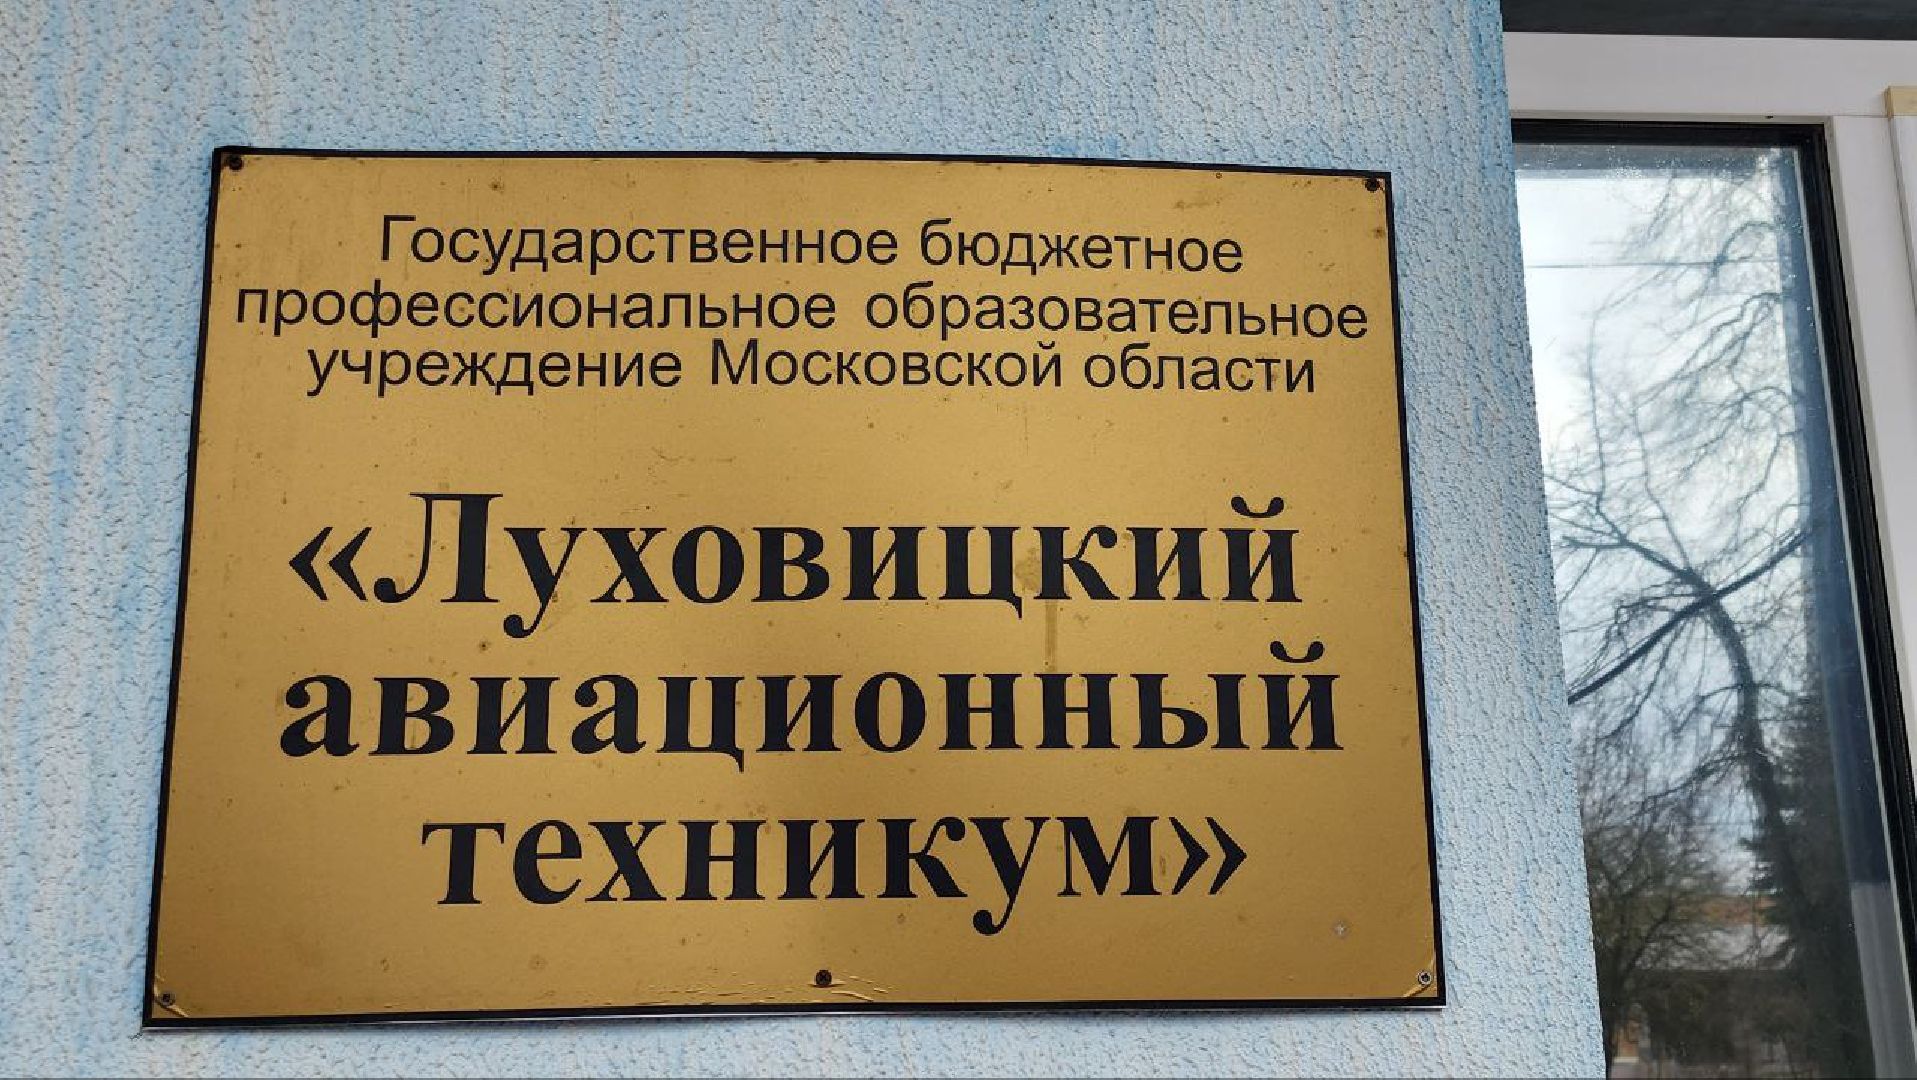 Государственное бюджетное
профессиональное образовательное
учреждение Московской области
«Луховицкий
авиационный
техникум»